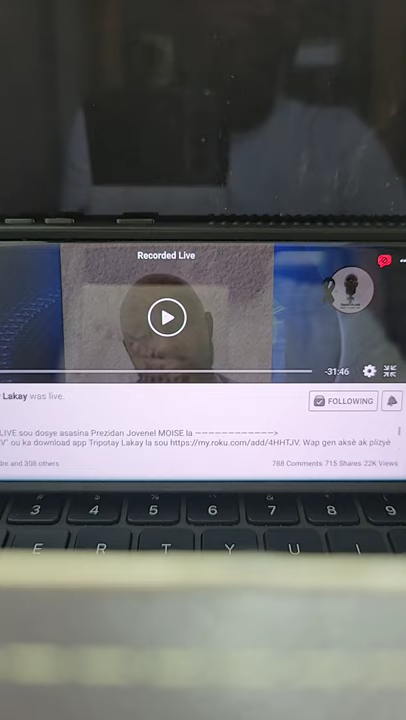 Recorded Live
-31:46
Lakay was live.
FOLLOWING
LIVE sou dosye asasina Prezidan Jovenel MOISE la ———————————>
V" ou ka download app Tripotay Lakay la sou https://my.roku.com/add/4HHTJV. Wap gen aksè ak plizyè
and 308 others
788 Comments 715 Shares 22K Views
3 4 5 6 7 8 9
E R T Y U I